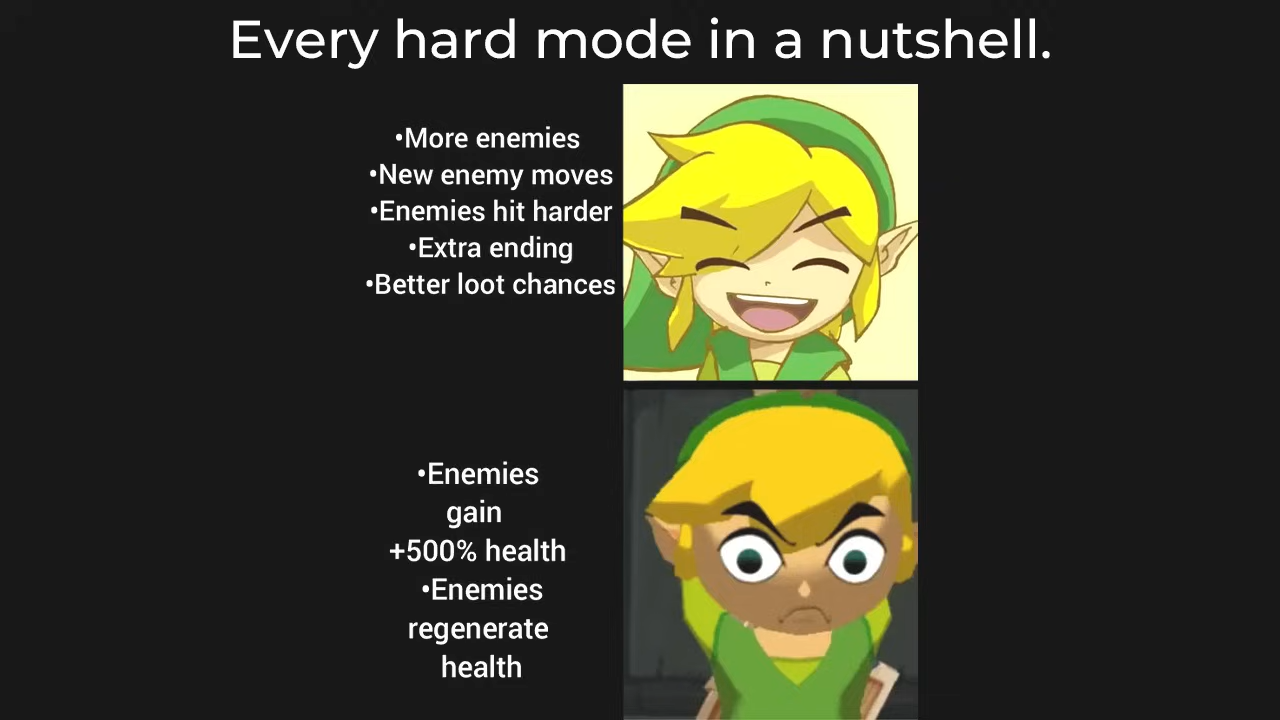 Every hard mode in a nutshell.
•More enemies
•New enemy moves
•Enemies hit harder
•Extra ending
•Better loot chances
•Enemies
gain
+500% health
•Enemies
regenerate
health